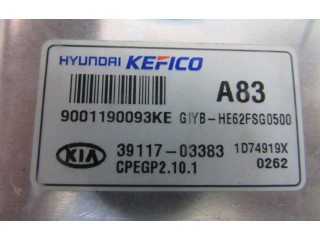 HYUNDAI KEFICO
A83
9001190093KE GIYB-HE62FSG0500
KIA 39117-03383 1D74919X
CPEGP2.10.1 0262